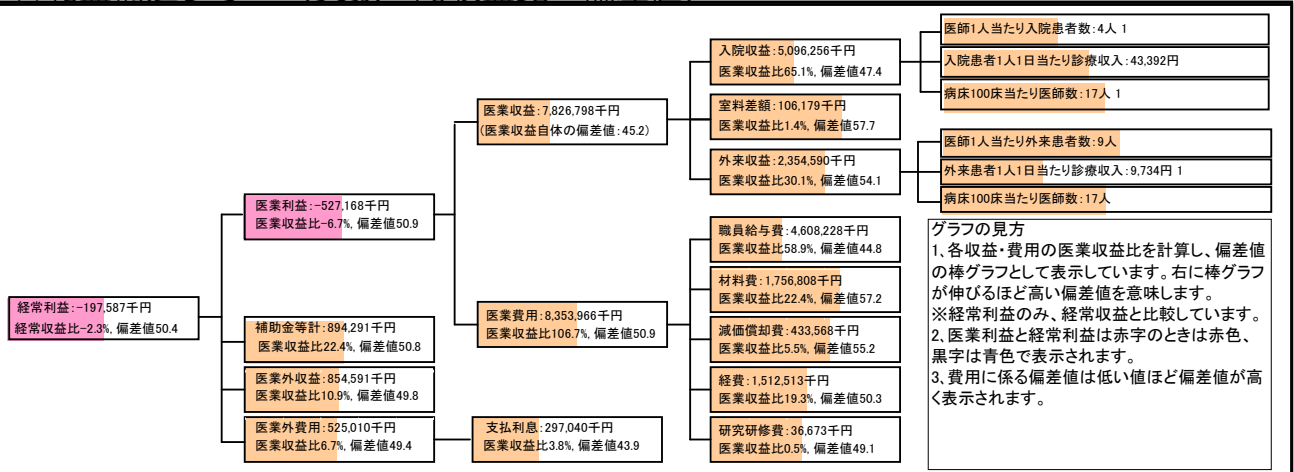 経常利益:-197,587千円
経常収益比-2.3%, 偏差値50.4
医業利益:-527,168千円
医業収益比-6.7%, 偏差値50.9
補助金等計:894,291千円
医業収益比22.4%, 偏差値50.8
医業外収益:854,591千円
医業収益比10.9%, 偏差値49.8
医業外費用:525,010千円
医業収益比6.7%, 偏差値49.4
支払利息:297,040千円
医業収益比3.8%, 偏差値43.9
医業収益:7,826,798千円
(医業収益自体の偏差値:45.2)
医業費用:8,353,966千円
医業収益比106.7%, 偏差値50.9
入院収益:5,096,256千円
医業収益比65.1%, 偏差値47.4
室料差額:106,179千円
医業収益比1.4%, 偏差値57.7
外来収益:2,354,590千円
医業収益比30.1%, 偏差値54.1
職員給与費:4,608,228千円
医業収益比58.9%, 偏差値44.8
材料費:1,756,808千円
医業収益比22.4%, 偏差値57.2
減価償却費:433,568千円
医業収益比5.5%, 偏差値55.2
経費:1,512,513千円
医業収益比19.3%, 偏差値50.3
研究研修費:36,673千円
医業収益比0.5%, 偏差値49.1
医師1人当たり入院患者数:4人 1
入院患者1人1日当たり診療収入:43,392円
病床100床当たり医師数:17人 1
医師1人当たり外来患者数:9人
外来患者1人1日当たり診療収入:9,734円 1
病床100床当たり医師数:17人
グラフの見方
1、各収益・費用の医業収益比を計算し、偏差値
の棒グラフとして表示しています。右に棒グラフ
が伸びるほど高い偏差値を意味します。
※経常利益のみ、経常収益と比較しています。
2、医業利益と経常利益は赤字のときは赤色、
黒字は青色で表示されます。
3、費用に係る偏差値は低い値ほど偏差値が高
く表示されます。